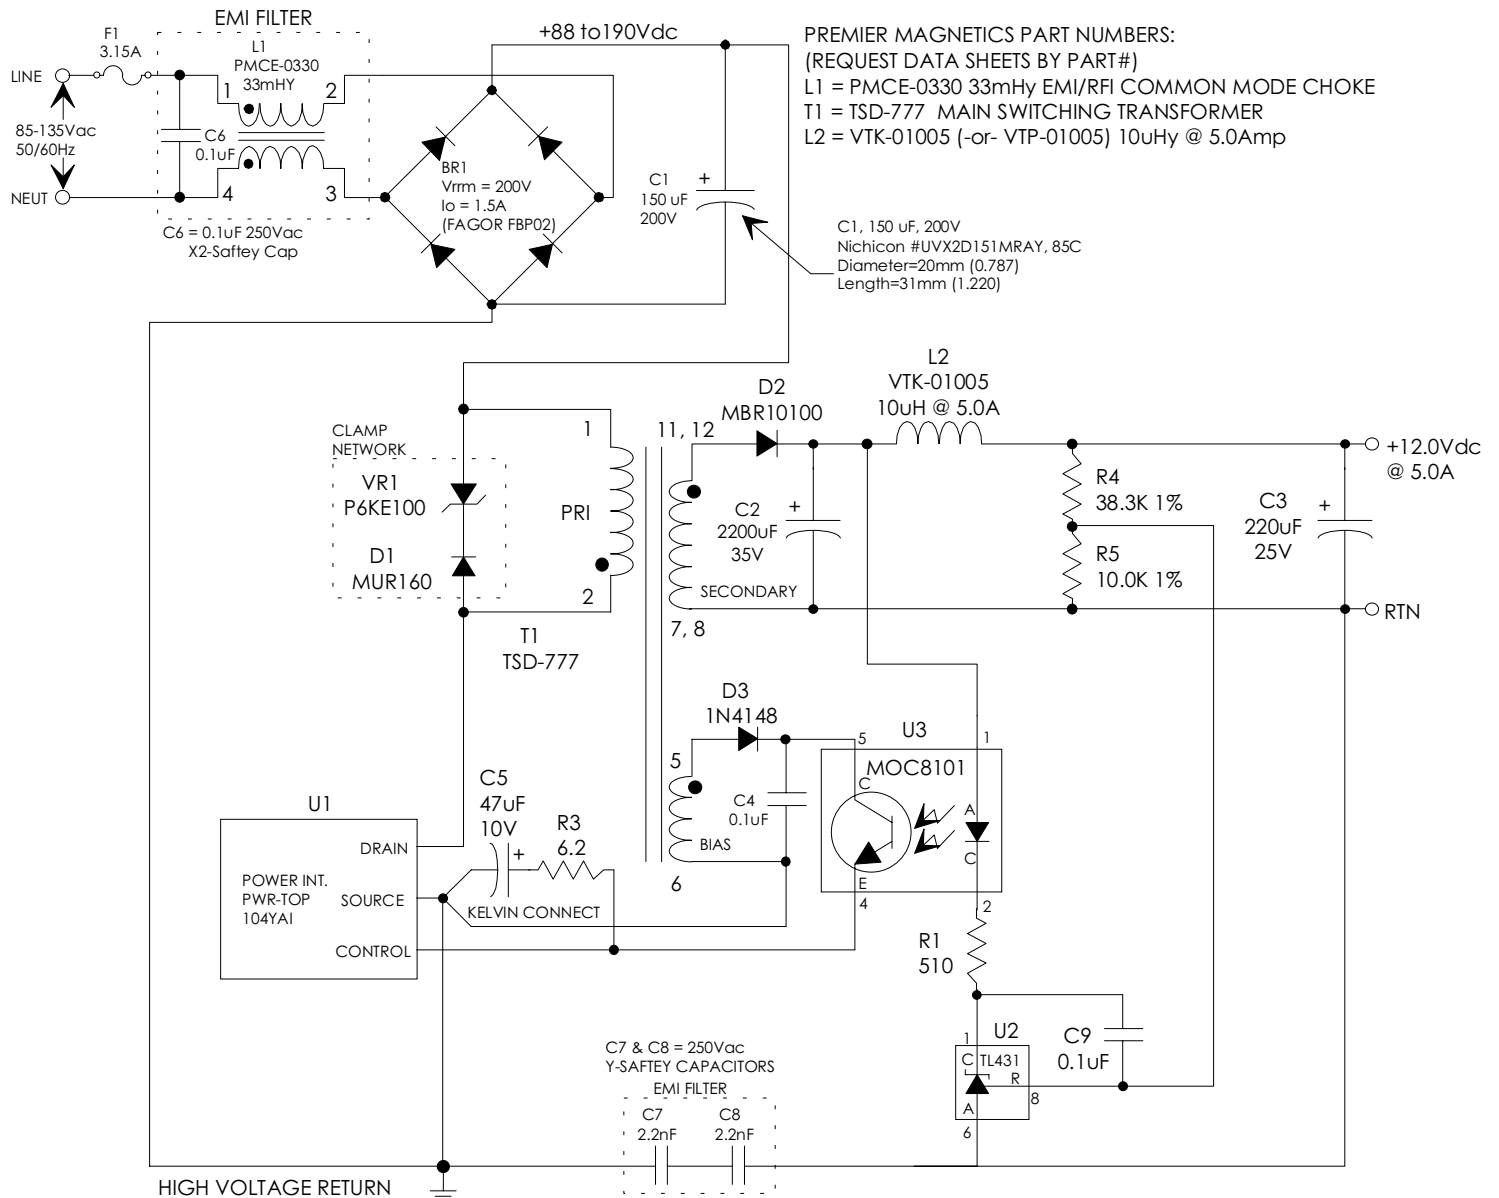 EMI FILTER
F1
3.15A
L1
PMCE-0330
33mHY
LINE
1
2
85-135Vac
50/60Hz
C6
0.1uF
NEUT
4
3
C6 = 0.1uF 250Vac
X2-Saftey Cap
BR1
Vrrm = 200V
Io = 1.5A
(FAGOR FBP02)
+88 to190Vdc
C1
150 uF
200V
+
PREMIER MAGNETICS PART NUMBERS:
(REQUEST DATA SHEETS BY PART#)
L1 = PMCE-0330 33mHy EMI/RFI COMMON MODE CHOKE
T1 = TSD-777 MAIN SWITCHING TRANSFORMER
L2 = VTK-01005 (-or- VTP-01005) 10uHy @ 5.0Amp
C1, 150 uF, 200V
Nichicon #UVX2D151MRAY, 85C
Diameter=20mm (0.787)
Length=31mm (1.220)
CLAMP
NETWORK
VR1
P6KE100
D1
MUR160
1
PRI
2
T1
TSD-777
11, 12
SECONDARY
7, 8
D2
MBR10100
C2
2200uF
35V
+
L2
VTK-01005
10uH @ 5.0A
R4
38.3K 1%
R5
10.0K 1%
C3
220uF
25V
+
+12.0Vdc
@ 5.0A
RTN
D3
1N4148
5
BIAS
6
C4
0.1uF
U3
MOC8101
5
C
E
4
1
A
C
2
U1
POWER INT.
PWR-TOP
104YAI
DRAIN
SOURCE
CONTROL
C5
47uF
10V
+
R3
6.2
KELVIN CONNECT
R1
510
U2
TL431
1
C
R
8
A
6
C9
0.1uF
C7 & C8 = 250Vac
Y-SAFTEY CAPACITORS
EMI FILTER
C7
2.2nF
C8
2.2nF
HIGH VOLTAGE RETURN